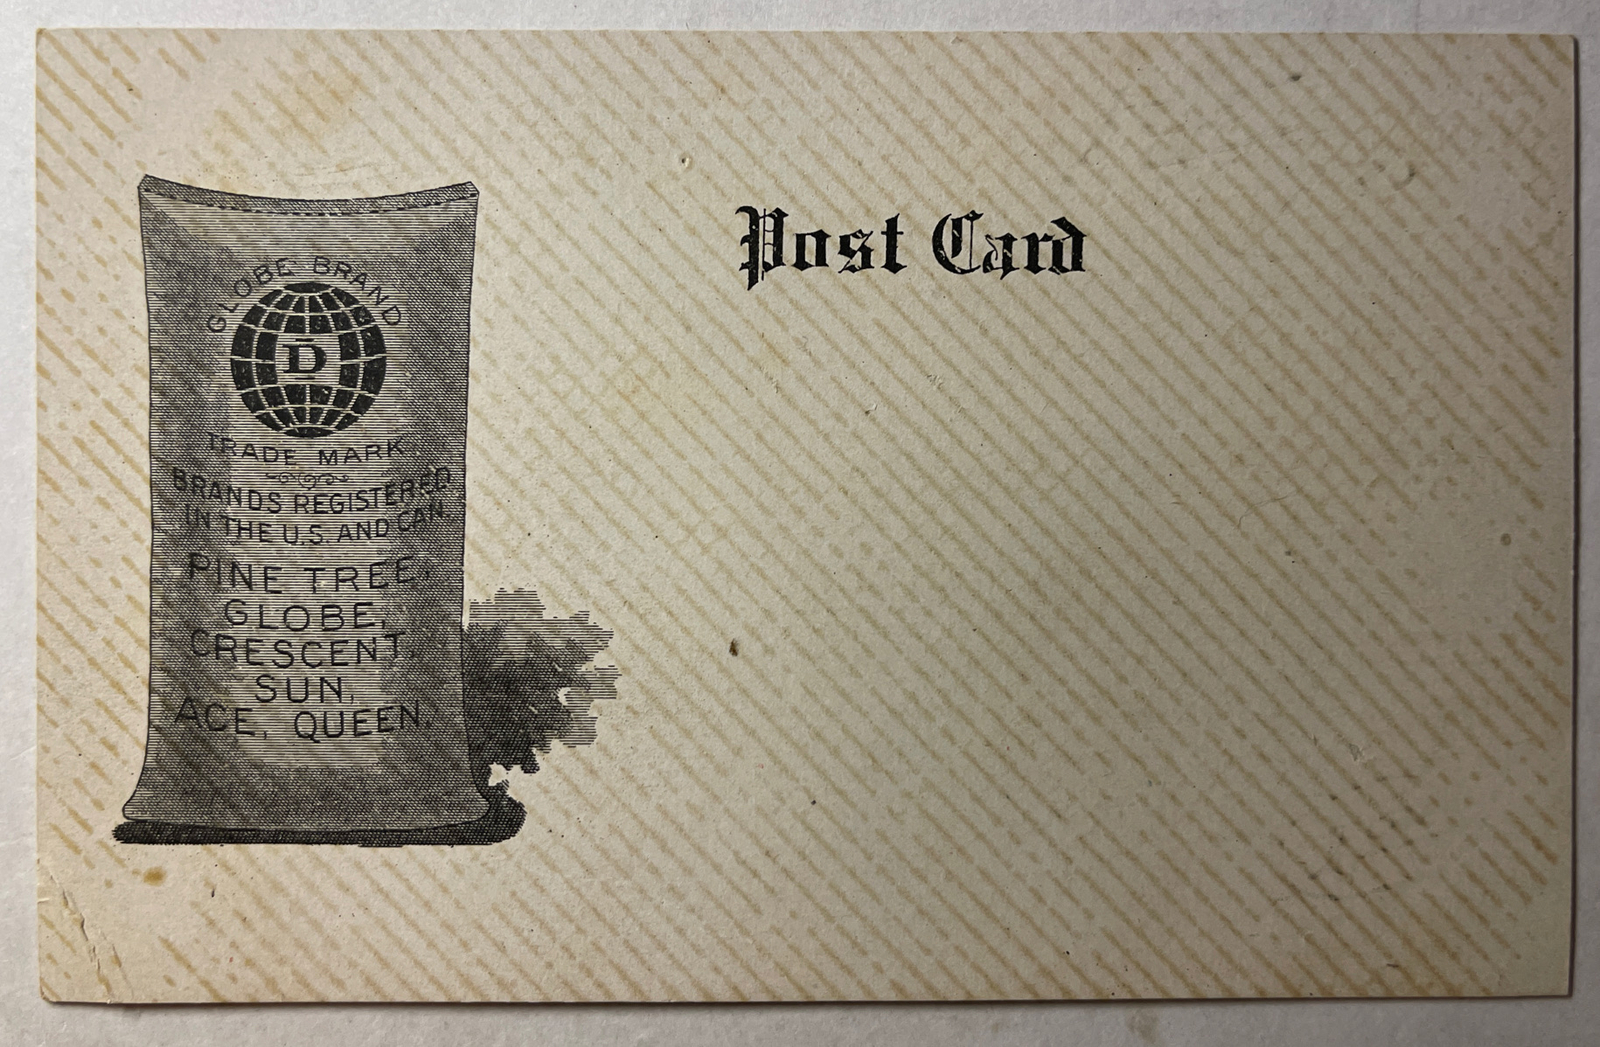 GLOBE BRAND
D
TRADE MARK.
BRANDS REGISTERED
IN THE U.S. AND CAN.
PINE TREE,
GLOBE,
CRESCENT,
SUN,
ACE, QUEEN.
Post Card